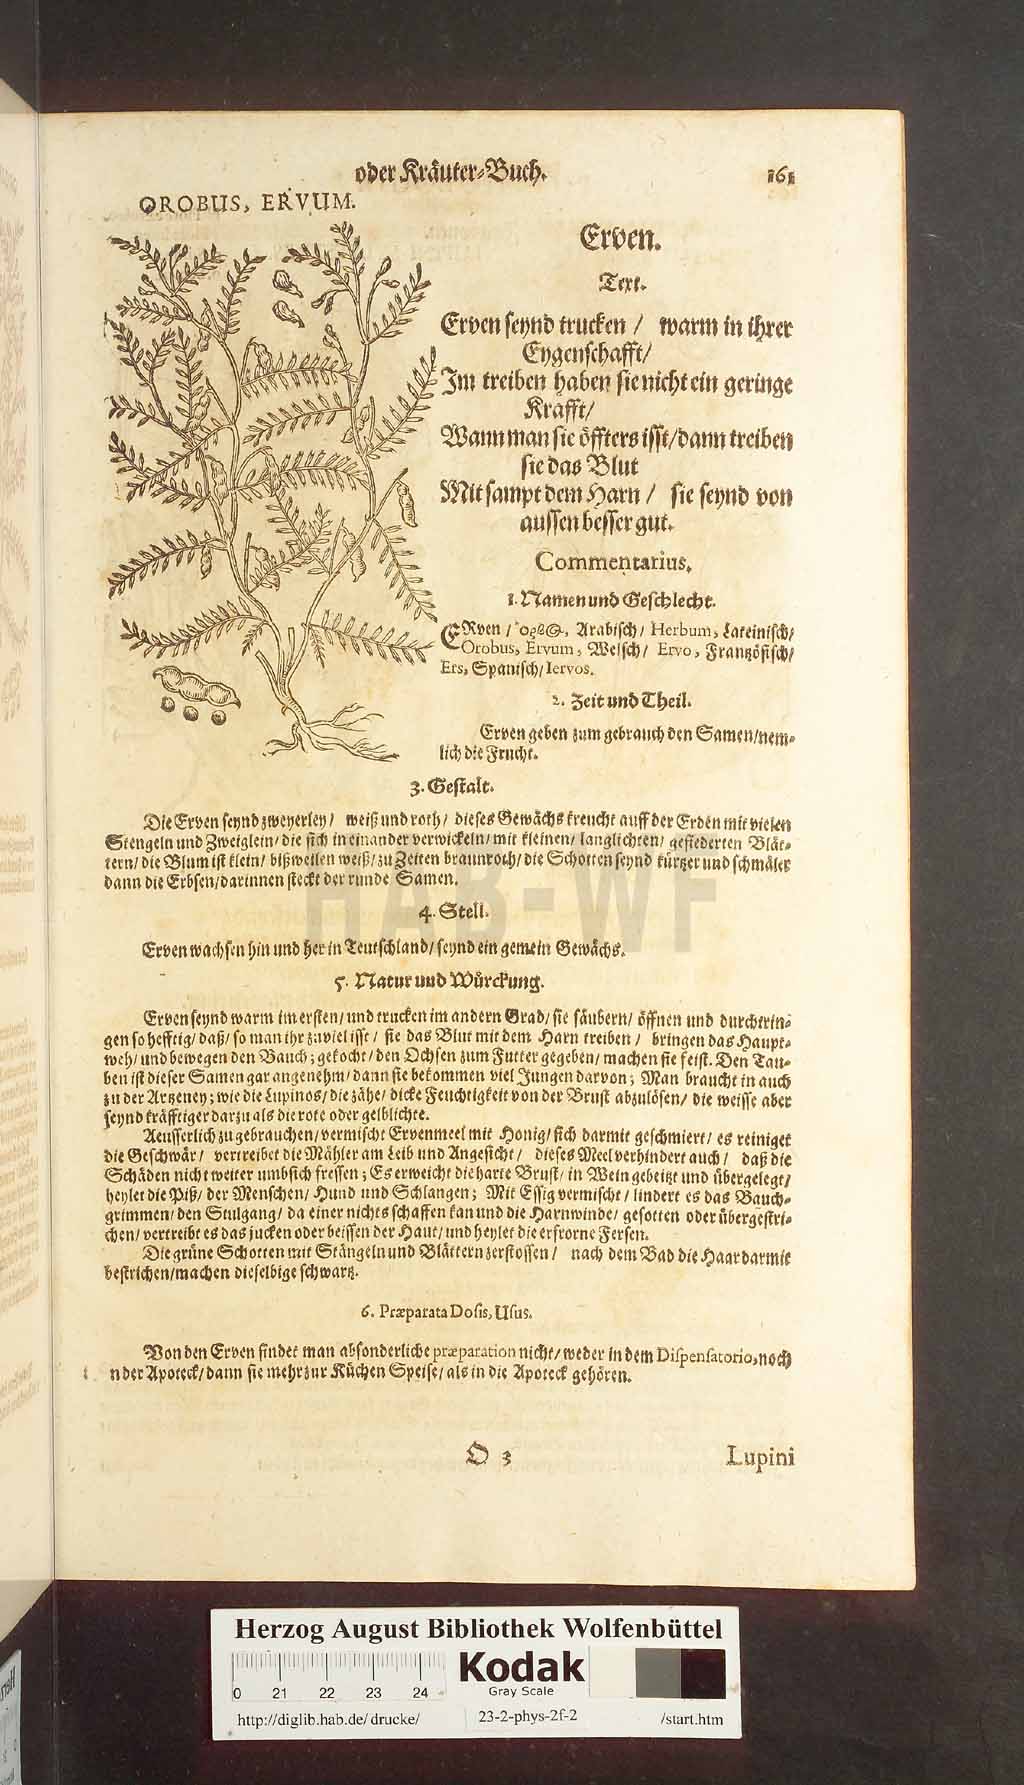 oder Kräuter-Buch.
161
OROBUS, ERVUM.
Erven.
Text.
Erven seynd trucken / warm in ihrer
Eygenschafft/
Im treiben haben sie nicht ein geringe
Krafft/
Wann man sie öffters isst/dann treiben
sie das Blut
Mit sampt dem Harn / sie seynd von
aussen besser gut.
Commentarius.
1. Namen und Geschlecht.
ERven / Arabisch/ Herbum, Lateinisch/
Orobus, Ervum, Welsch/ Ervo, Französisch/
Ers, Spanisch/ Iervos.
2. Zeit und Theil.
Erven geben zum gebrauch den Samen/nem-
lich die Frucht.
3. Gestalt.
Die Erven seynd zweyerley/ weiß und roth/ dieses Gewächs kreucht auff der Erden mit vielen
Stengeln und Zweiglein/die sich in einander verwickeln/ mit kleinen/ langlichten/ gefiederten Blät-
tern/die Blum ist klein/ bißweilen weiß/zu Zeiten braunroth/die Schotten seynd kürtzer und schmäler
dann die Erbsen/darinnen steckt der runde Samen.
4. Stell.
Erven wachsen hin und her in Teutschland/seynd ein gemein Gewächs.
5. Natur und Würckung.
Erven seynd warm im ersten/und trucken im andern Grad/sie säubern/ öffnen und durchtrin-
gen so hefftig/daß/so man ihr zuviel isst/ sie das Blut mit dem Harn treiben/ bringen das Haupt-
weh/und bewegen den Bauch; gekocht/den Ochsen zum Futter gegeben/machen sie feist. Den Tau-
ben ist dieser Samen gar angenehm/dann sie bekommen viel Jungen darvon; Man braucht in auch
zu der Artzeney; wie die Lupinos/die zähe/ dicke Feuchtigkeit von der Brust abzulösen/ die weisse aber
seynd kräfftiger darzu als die rote oder gelblichte.
Aeusserlich zu gebrauchen/vermischt Ervenmeel mit Honig/sich darmit geschmiert/ es reiniget
die Geschwär/ vertreibet die Mähler am Leib und Angesicht/ dieses Meel verhindert auch/ daß die
Schäden nicht weiter umbsich fressen; Es erweicht die harte Brust/ in Wein gebeitzt und übergelegt/
heylet die Piß/ der Menschen/ Hund und Schlangen; Mit Essig vermischt/ lindert es das Bauch-
grimmen/den Stulgang/ da einer nichts schaffen kan und die Harnwinde/ gesotten oder übergestri-
chen/vertreibt es das jucken oder beissen der Haut/und heylet die erfrorne Fersen.
Die grüne Schotten mit Stängeln und Blättern zerstossen/ nach dem Bad die Haar darmit
bestrichen/machen dieselbige schwartz.
6. Præparata Dosis, Usus.
Von den Erven findet man absonderliche præparation nicht/weder in dem Dispensatorio, noch
i n der Apoteck/dann sie mehr zur Küchen Speise/als in die Apoteck gehören.
O 3
Lupini
HAB-WF
Herzog August Bibliothek Wolfenbüttel
0 21 22 23 24
Kodak
Gray Scale
http://diglib.hab.de/drucke/
23-2-phys-2f-2
/start.htm